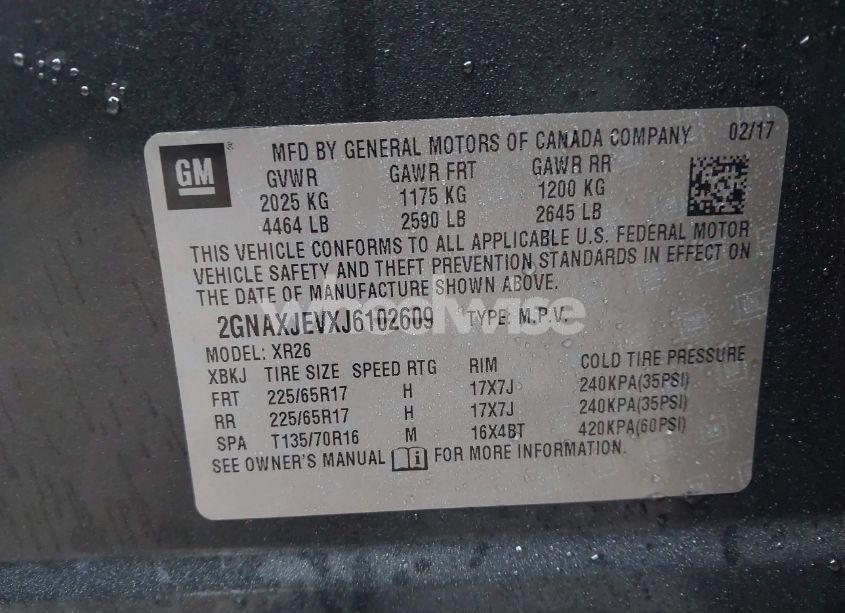 GM ® MFD BY GENERAL MOTORS OF CANADA COMPANY 02/17
GVWR GAWR FRT GAWR RR
2025 KG 1175 KG 1200 KG
4464 LB 2590 LB 2645 LB
THIS VEHICLE CONFORMS TO ALL APPLICABLE U.S. FEDERAL MOTOR
VEHICLE SAFETY AND THEFT PREVENTION STANDARDS IN EFFECT ON
THE DATE OF MANUFACTURE SHOWN ABOVE.
wheelwise
2GNAXJEVXJ6102609 TYPE: M.P.V.
MODEL: XR26
XBKJ TIRE SIZE SPEED RTG RIM COLD TIRE PRESSURE
FRT 225/65R17 H 17X7J 240KPA(35PSI)
RR 225/65R17 H 17X7J 240KPA(35PSI)
SPA T135/70R16 M 16X4BT 420KPA(60PSI)
SEE OWNER'S MANUAL FOR MORE INFORMATION.